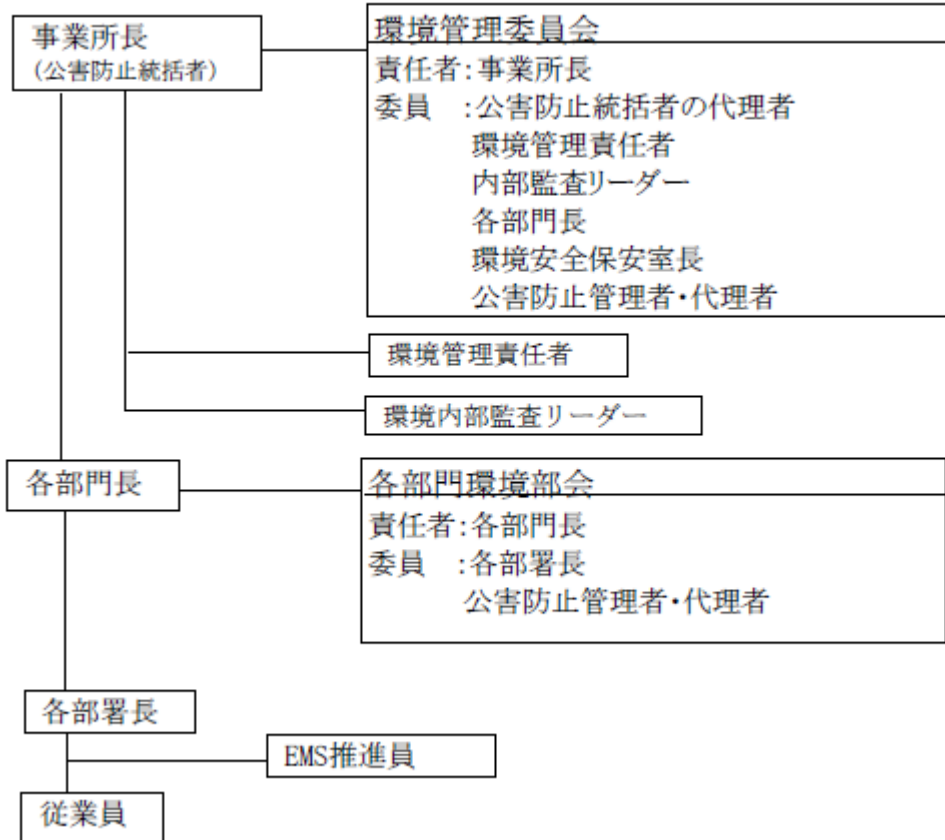 事業所長
(公害防止統括者)
環境管理委員会
責任者:事業所長
委員　:公害防止統括者の代理者
環境管理責任者
内部監査リーダー
各部門長
環境安全保安室長
公害防止管理者・代理者
環境管理責任者
環境内部監査リーダー
各部門長
各部門環境部会
責任者:各部門長
委員　:各部署長
公害防止管理者・代理者
各部署長
EMS推進員
従業員